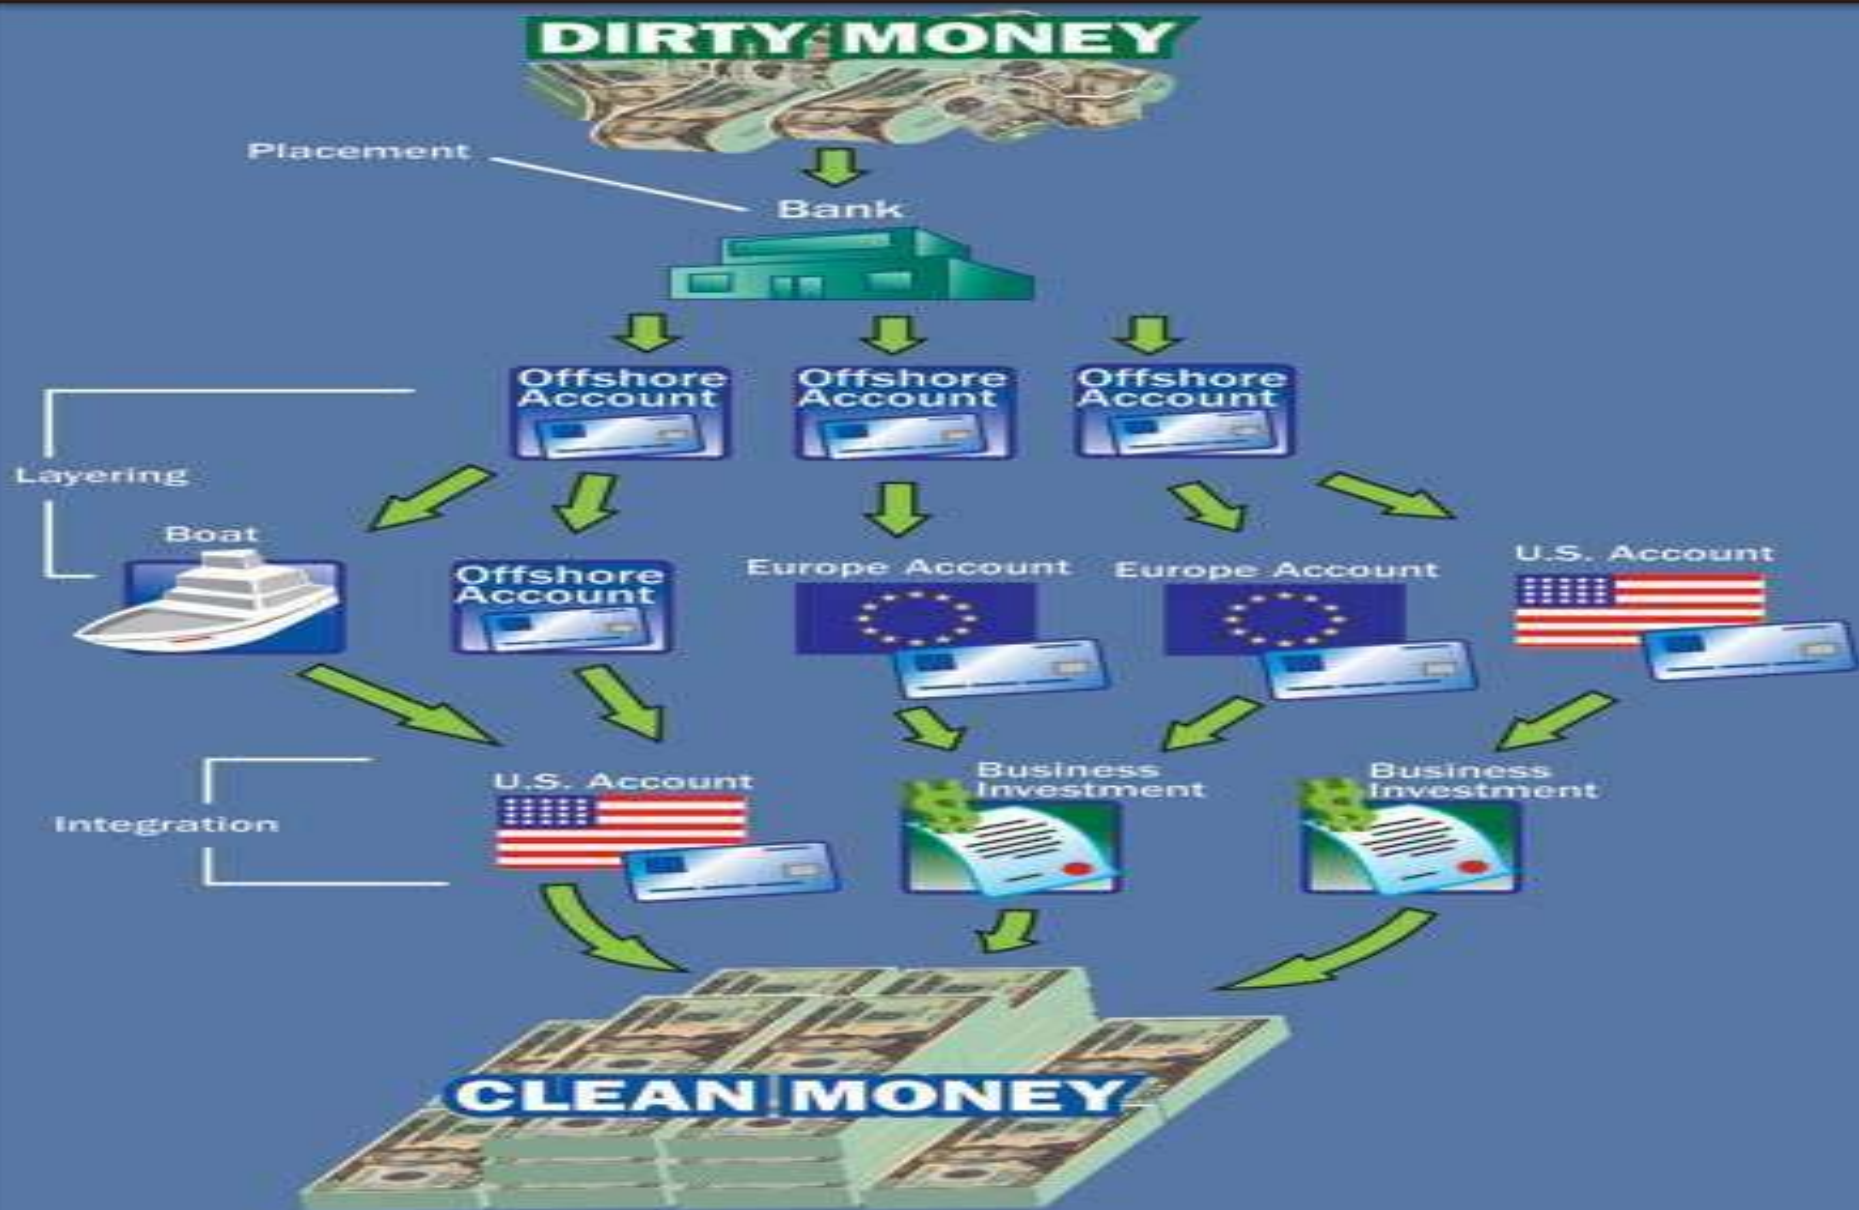 DIRTY MONEY
Placement
Bank
Offshore
Account
Offshore
Account
Offshore
Account
Layering
Boat
Offshore
Account
Europe Account
Europe Account
U.S. Account
Integration
U.S. Account
Business
Investment
Business
Investment
CLEAN MONEY